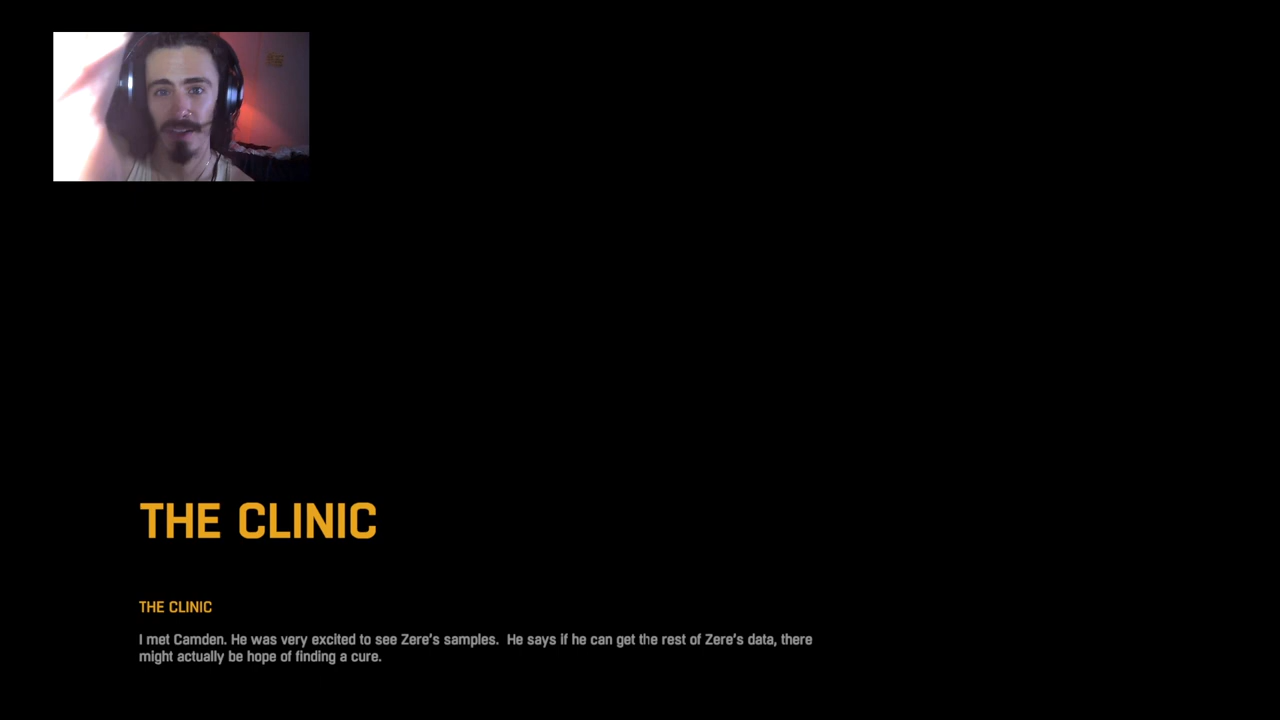 THE CLINIC
THE CLINIC
I met Camden. He was very excited to see Zere's samples.  He says if he can get the rest of Zere's data, there
might actually be hope of finding a cure.